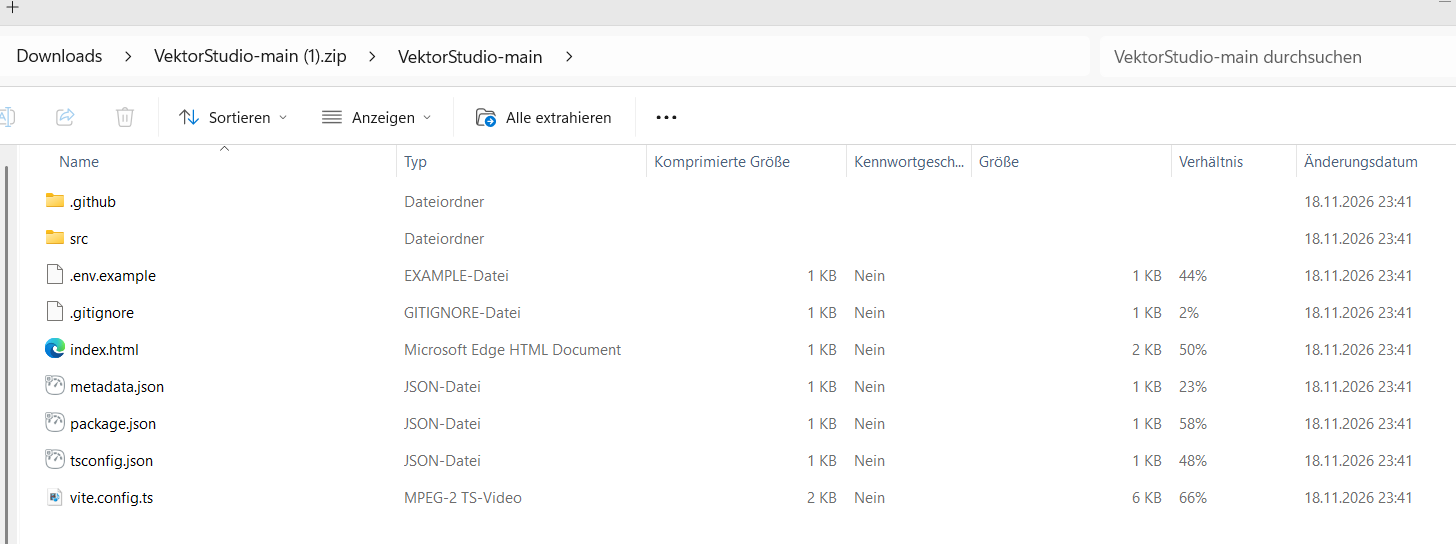 Downloads > VektorStudio-main (1).zip > VektorStudio-main > VektorStudio-main durchsuchen
Sortieren Anzeigen Alle extrahieren ...
Name Typ Komprimierte Größe Kennwortgesch... Größe Verhältnis Änderungsdatum
.github Dateiordner 18.11.2026 23:41
src Dateiordner 18.11.2026 23:41
.env.example EXAMPLE-Datei 1 KB Nein 1 KB 44% 18.11.2026 23:41
.gitignore GITIGNORE-Datei 1 KB Nein 1 KB 2% 18.11.2026 23:41
index.html Microsoft Edge HTML Document 1 KB Nein 2 KB 50% 18.11.2026 23:41
metadata.json JSON-Datei 1 KB Nein 1 KB 23% 18.11.2026 23:41
package.json JSON-Datei 1 KB Nein 1 KB 58% 18.11.2026 23:41
tsconfig.json JSON-Datei 1 KB Nein 1 KB 48% 18.11.2026 23:41
vite.config.ts MPEG-2 TS-Video 2 KB Nein 6 KB 66% 18.11.2026 23:41